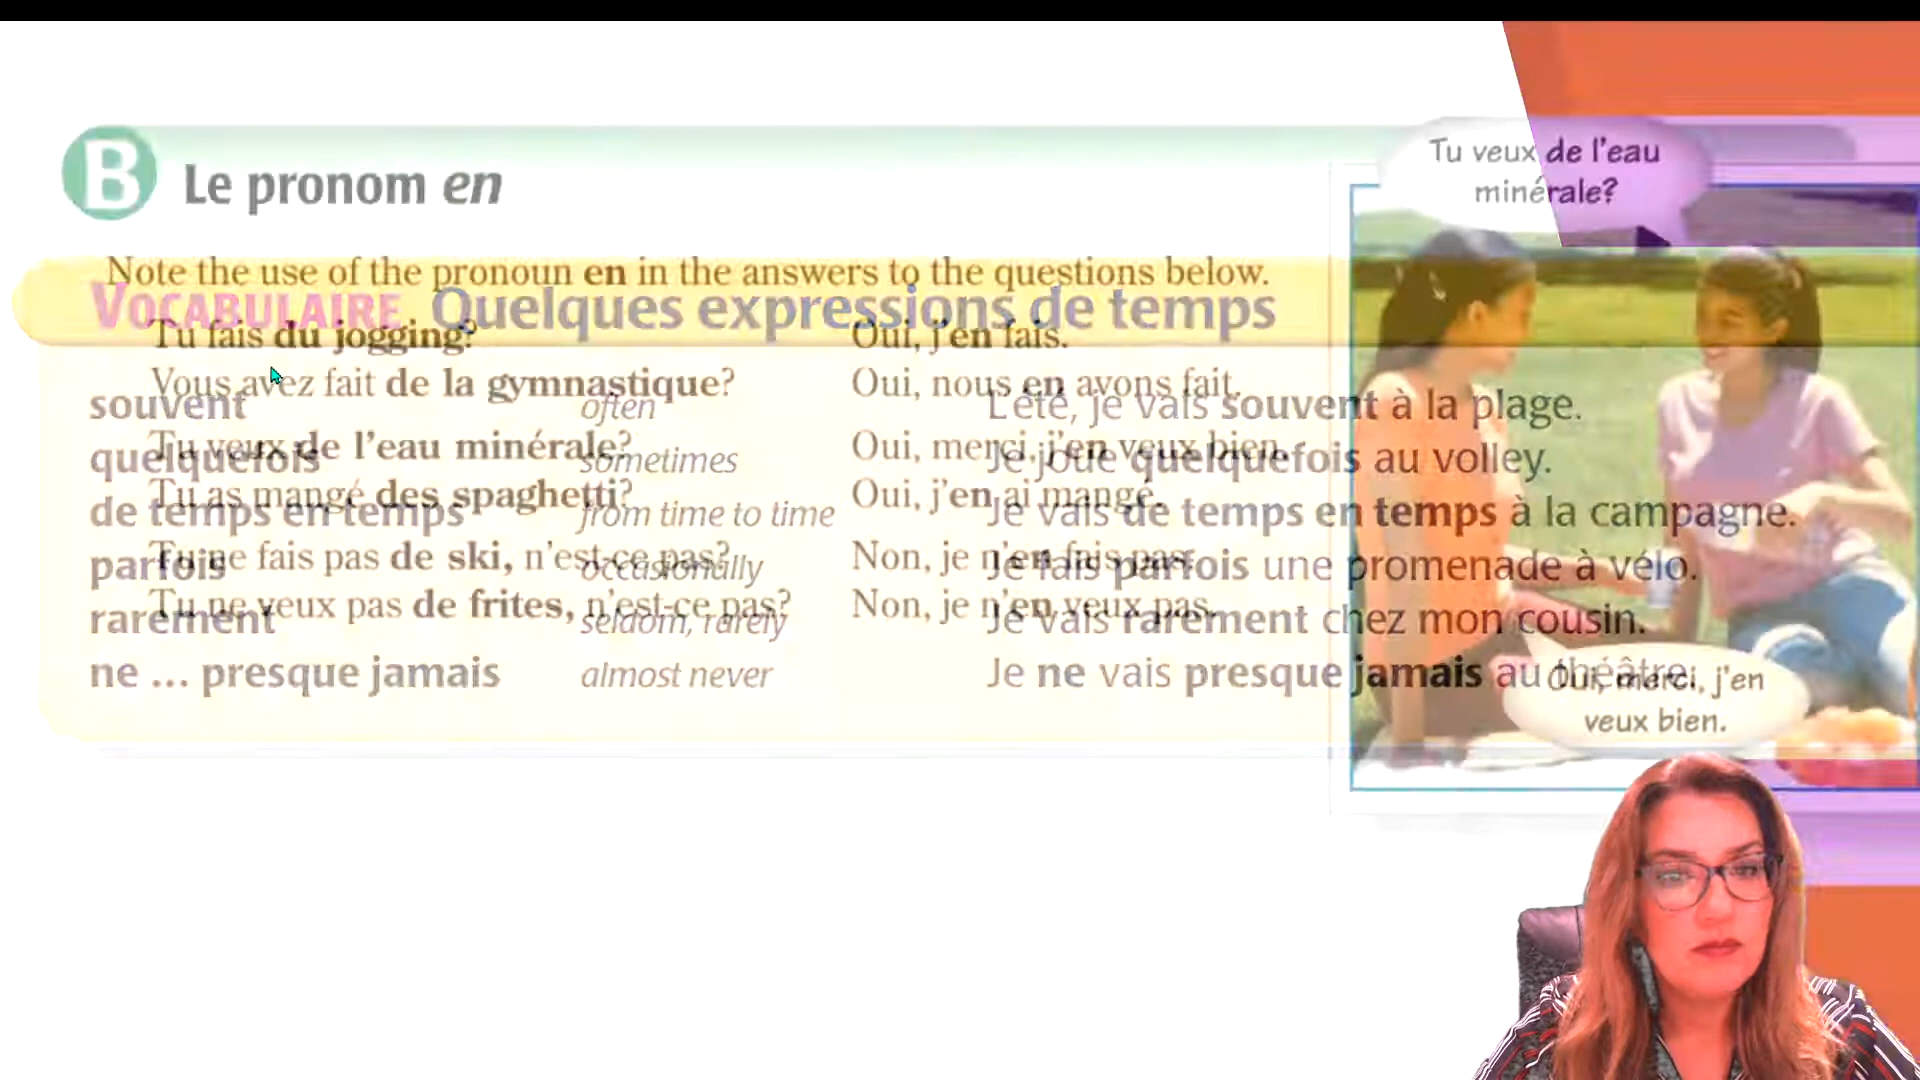 B Le pronom en
Tu veux de l'eau
minérale?
Note the use of the pronoun en in the answers to the questions below.
Tu fais du jogging? Oui, j'en fais.
Vous avez fait de la gymnastique? Oui, nous en avons fait.
Tu veux de l'eau minérale? Oui, merci, j'en veux bien.
Tu as mangé des spaghetti? Oui, j'en ai mangé.
Tu ne fais pas de ski, n'est-ce pas? Non, je n'en fais pas.
Tu ne veux pas de frites, n'est-ce pas? Non, je n'en veux pas.
Oui, merci, j'en
veux bien.
VOCABULAIRE Quelques expressions de temps
souvent often L'été, je vais souvent à la plage.
quelquefois sometimes Je joue quelquefois au volley.
de temps en temps from time to time Je vais de temps en temps à la campagne.
parfois occasionally Je fais parfois une promenade à vélo.
rarement seldom, rarely Je vais rarement chez mon cousin.
ne ... presque jamais almost never Je ne vais presque jamais au théâtre.